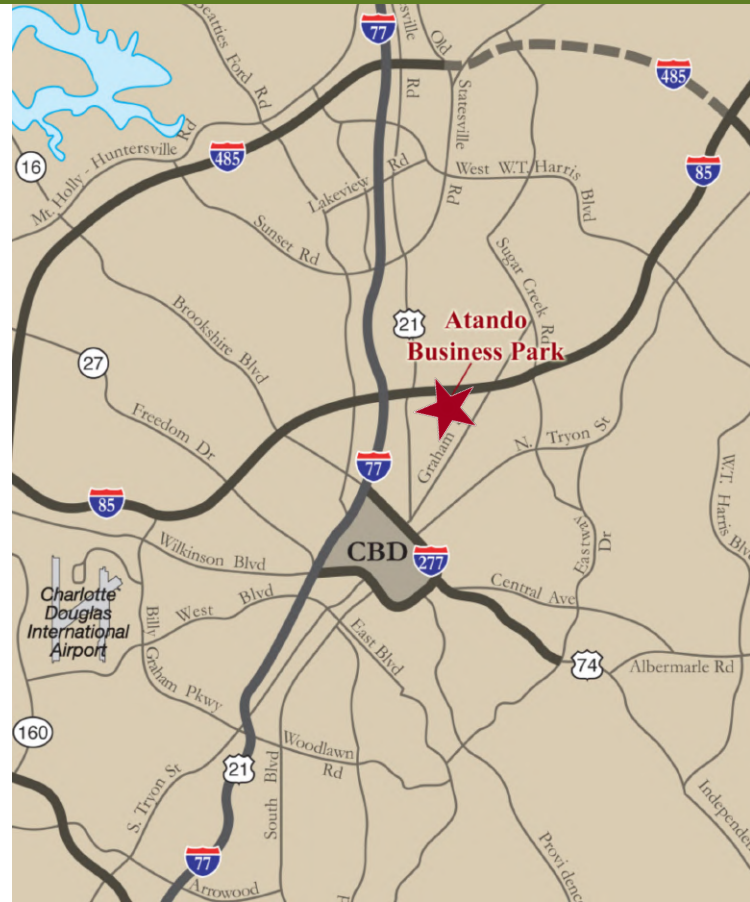 77
Beatties Ford Rd
Old
Statesville
Rd
Rd
485
485
16
Mt. Holly - Huntersville Rd
485
85
Lakeview Rd
West W.T. Harris
Blvd
Sunset Rd
Sugar Creek Rd
Brookshire Blvd
21
Atando
Business Park
27
Freedom Dr
Graham
N. Tryon St
W.T. Harris Blvd
77
85
Wilkinson Blvd
CBD
277
Eastway
Dr
Charlotte
Douglas
International
Airport
West Blvd
Central Ave
Billy Graham Pkwy
East Blvd
74
Albermarle Rd
160
21
Woodlawn
Rd
S. Tryon St
South Blvd
77
Arrowood
Providence